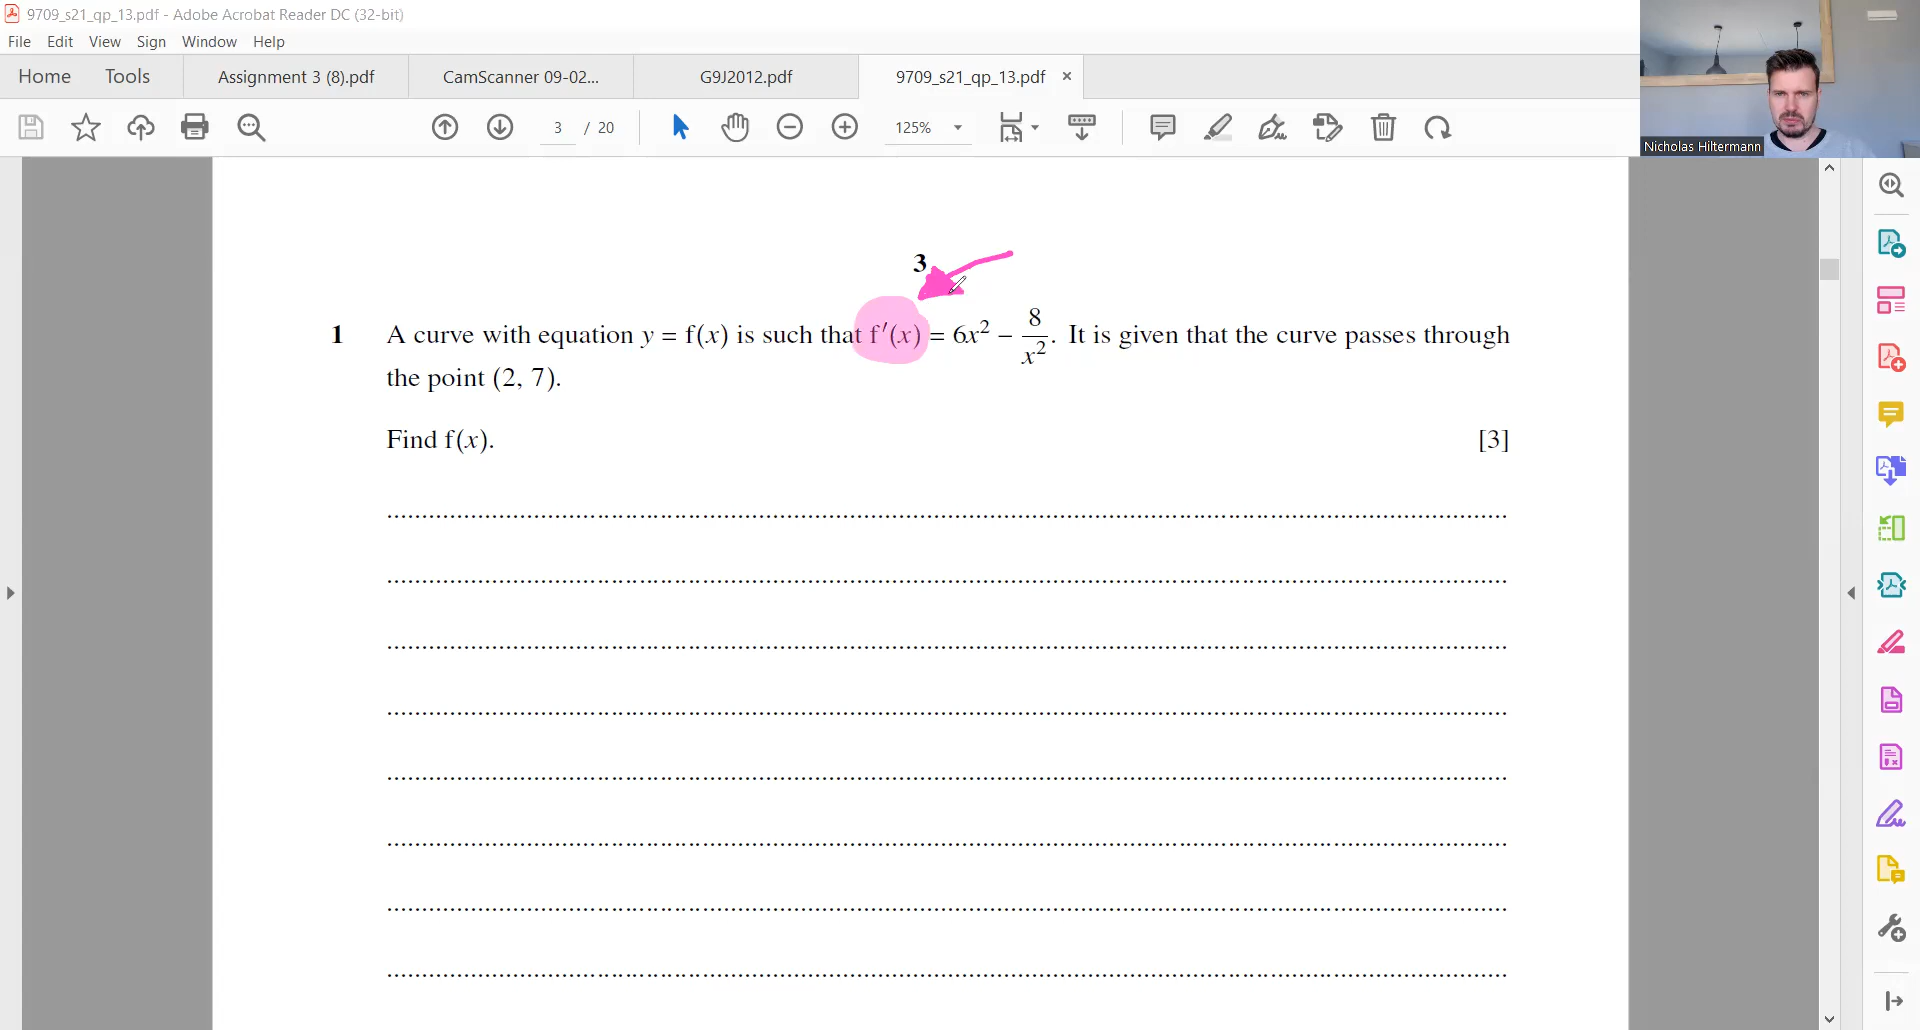 9709_s21_qp_13.pdf - Adobe Acrobat Reader DC (32-bit)
File Edit View Sign Window Help
Home Tools Assignment 3 (8).pdf CamScanner 09-02... G9J2012.pdf 9709_s21_qp_13.pdf ×
3 / 20 125%
Nicholas Hiltermann
3
1 A curve with equation y = f(x) is such that f′(x) = 6x² − 8/x². It is given that the curve passes through
the point (2, 7).
Find f(x). [3]